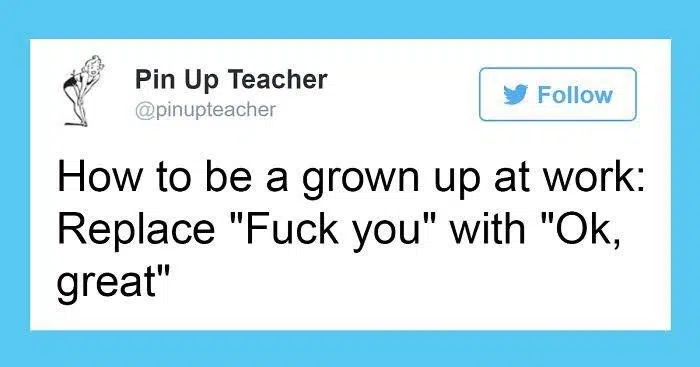 Pin Up Teacher
@pinupteacher
Follow
How to be a grown up at work:
Replace "Fuck you" with "Ok,
great"